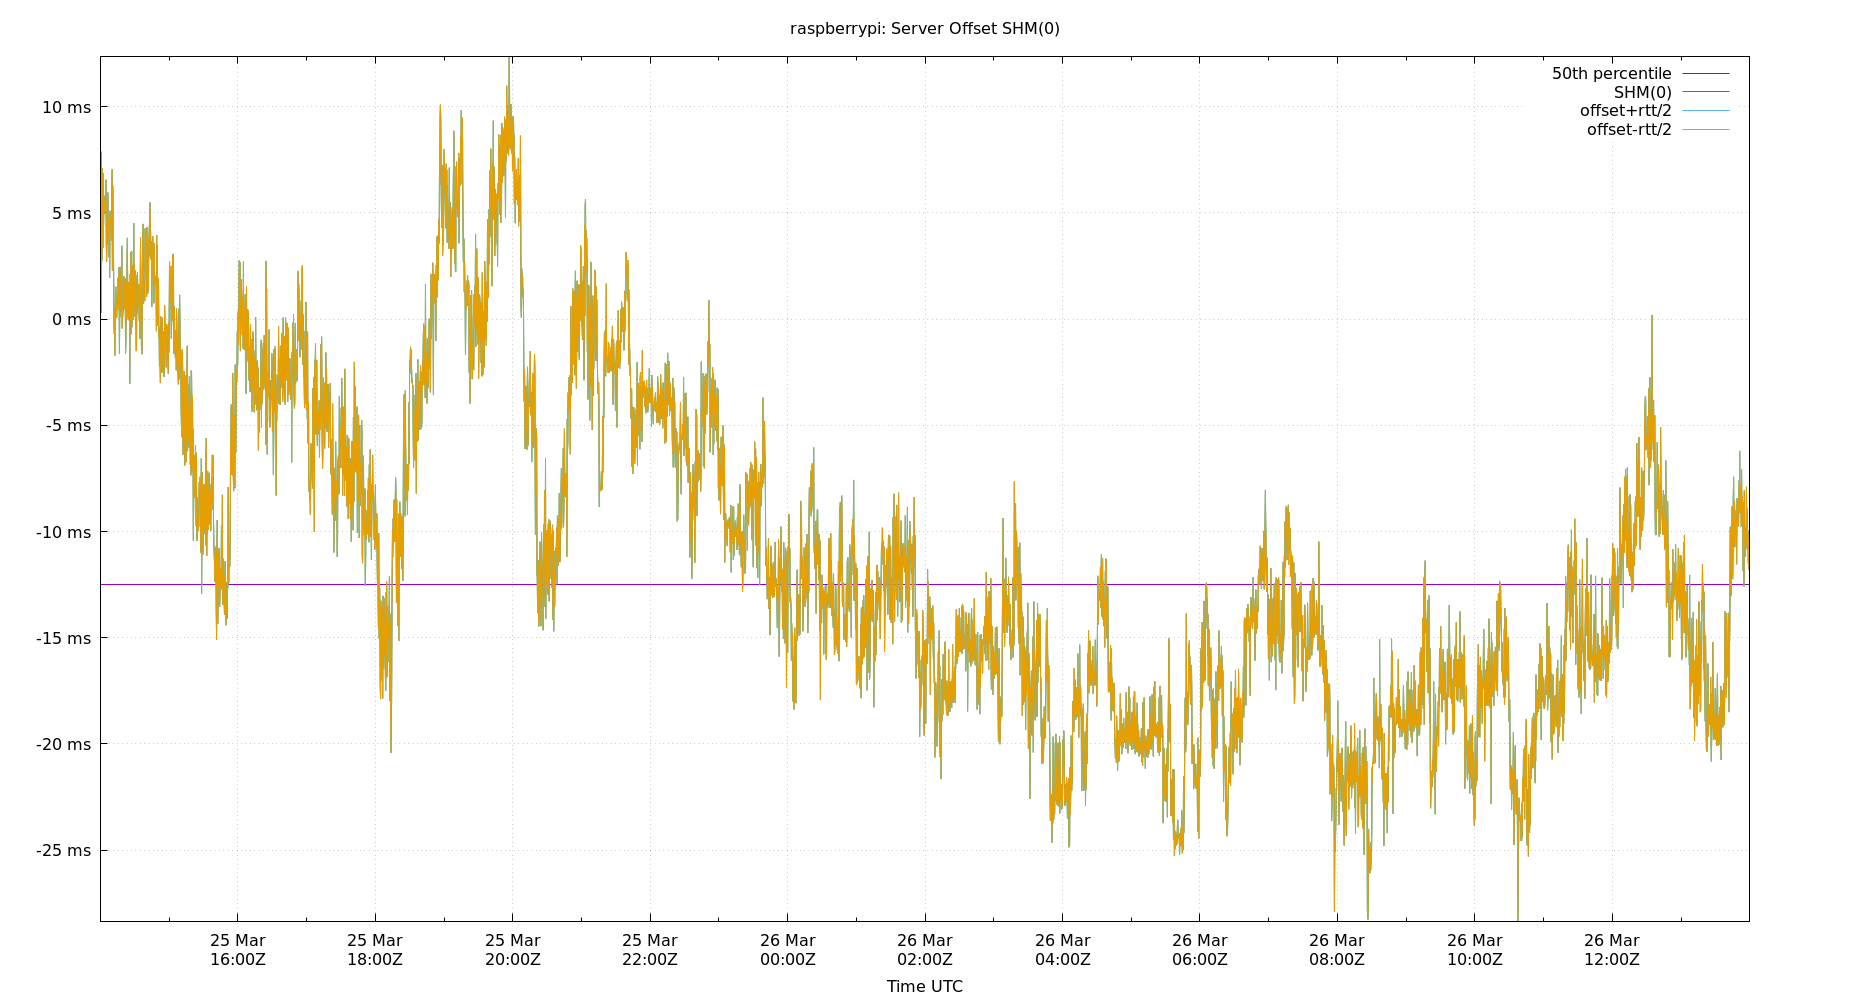 raspberrypi: Server Offset SHM(0)
50th percentile
SHM(0)
offset+rtt/2
offset-rtt/2
10 ms
5 ms
0 ms
-5 ms
-10 ms
-15 ms
-20 ms
-25 ms
25 Mar 25 Mar 25 Mar 25 Mar 26 Mar 26 Mar 26 Mar 26 Mar 26 Mar 26 Mar 26 Mar
16:00Z 18:00Z 20:00Z 22:00Z 00:00Z 02:00Z 04:00Z 06:00Z 08:00Z 10:00Z 12:00Z
Time UTC